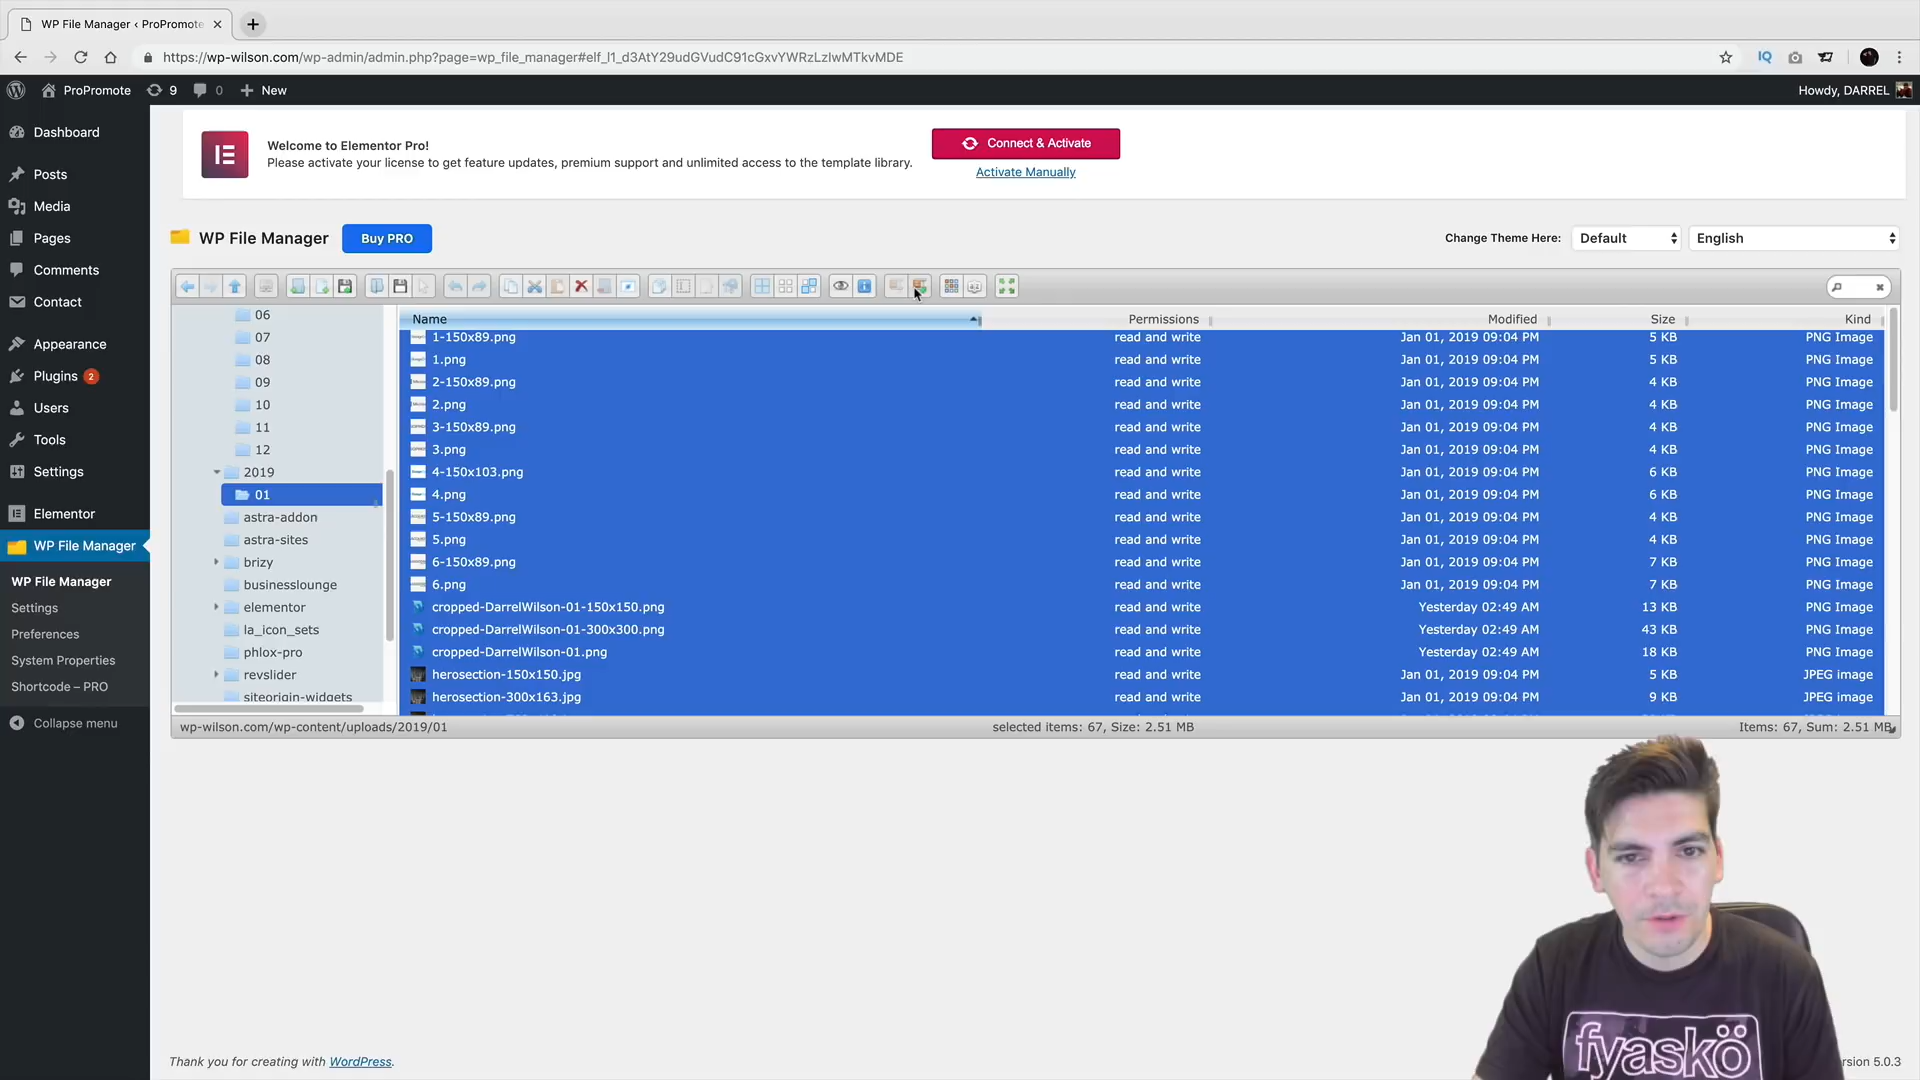 WP File Manager ‹ ProPromote
https://wp-wilson.com/wp-admin/admin.php?page=wp_file_manager#elf_l1_d3AtY29udGVudC91cGxvYWRzLzIwMTkvMDE
ProPromote 9 0 New Howdy, DARREL
Dashboard
Posts
Media
Pages
Comments
Contact
Appearance
Plugins 2
Users
Tools
Settings
Elementor
WP File Manager
WP File Manager
Settings
Preferences
System Properties
Shortcode – PRO
Collapse menu
Welcome to Elementor Pro!
Please activate your license to get feature updates, premium support and unlimited access to the template library.
Connect & Activate
Activate Manually
WP File Manager Buy PRO Change Theme Here: Default English
06
07
08
09
10
11
12
2019
01
astra-addon
astra-sites
brizy
businesslounge
elementor
la_icon_sets
phlox-pro
revslider
siteorigin-widgets
Name Permissions Modified Size Kind
1-150x89.png read and write Jan 01, 2019 09:04 PM 5 KB PNG Image
1.png read and write Jan 01, 2019 09:04 PM 5 KB PNG Image
2-150x89.png read and write Jan 01, 2019 09:04 PM 4 KB PNG Image
2.png read and write Jan 01, 2019 09:04 PM 4 KB PNG Image
3-150x89.png read and write Jan 01, 2019 09:04 PM 4 KB PNG Image
3.png read and write Jan 01, 2019 09:04 PM 4 KB PNG Image
4-150x103.png read and write Jan 01, 2019 09:04 PM 6 KB PNG Image
4.png read and write Jan 01, 2019 09:04 PM 6 KB PNG Image
5-150x89.png read and write Jan 01, 2019 09:04 PM 4 KB PNG Image
5.png read and write Jan 01, 2019 09:04 PM 4 KB PNG Image
6-150x89.png read and write Jan 01, 2019 09:04 PM 7 KB PNG Image
6.png read and write Jan 01, 2019 09:04 PM 7 KB PNG Image
cropped-DarrelWilson-01-150x150.png read and write Yesterday 02:49 AM 13 KB PNG Image
cropped-DarrelWilson-01-300x300.png read and write Yesterday 02:49 AM 43 KB PNG Image
cropped-DarrelWilson-01.png read and write Yesterday 02:49 AM 18 KB PNG Image
herosection-150x150.jpg read and write Jan 01, 2019 09:04 PM 5 KB JPEG image
herosection-300x163.jpg read and write Jan 01, 2019 09:04 PM 9 KB JPEG image
wp-wilson.com/wp-content/uploads/2019/01 selected items: 67, Size: 2.51 MB Items: 67, Sum: 2.51 MB
fyaskö
Thank you for creating with WordPress. rsion 5.0.3